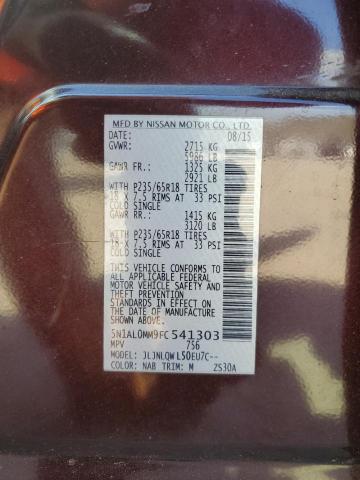 MFD BY NISSAN MOTOR CO., LTD.
DATE: 08/15
GVWR: 2715 KG
5986 LB
GAWR FR.: 1325 KG
2921 LB
WITH P235/65R18 TIRES
18 X 7.5 RIMS AT 33 PSI
COLD SINGLE
GAWR RR.: 1415 KG
3120 LB
WITH P235/65R18 TIRES
18 X 7.5 RIMS AT 33 PSI
COLD SINGLE
THIS VEHICLE CONFORMS TO
ALL APPLICABLE FEDERAL
MOTOR VEHICLE SAFETY AND
THEFT PREVENTION
STANDARDS IN EFFECT ON
THE DATE OF MANUFACTURE
SHOWN ABOVE.
5N1AL0MM9FC541303
MPV 756
MODEL: JLJNLQWL50EU7C--
COLOR: NAB TRIM: M ZS30A